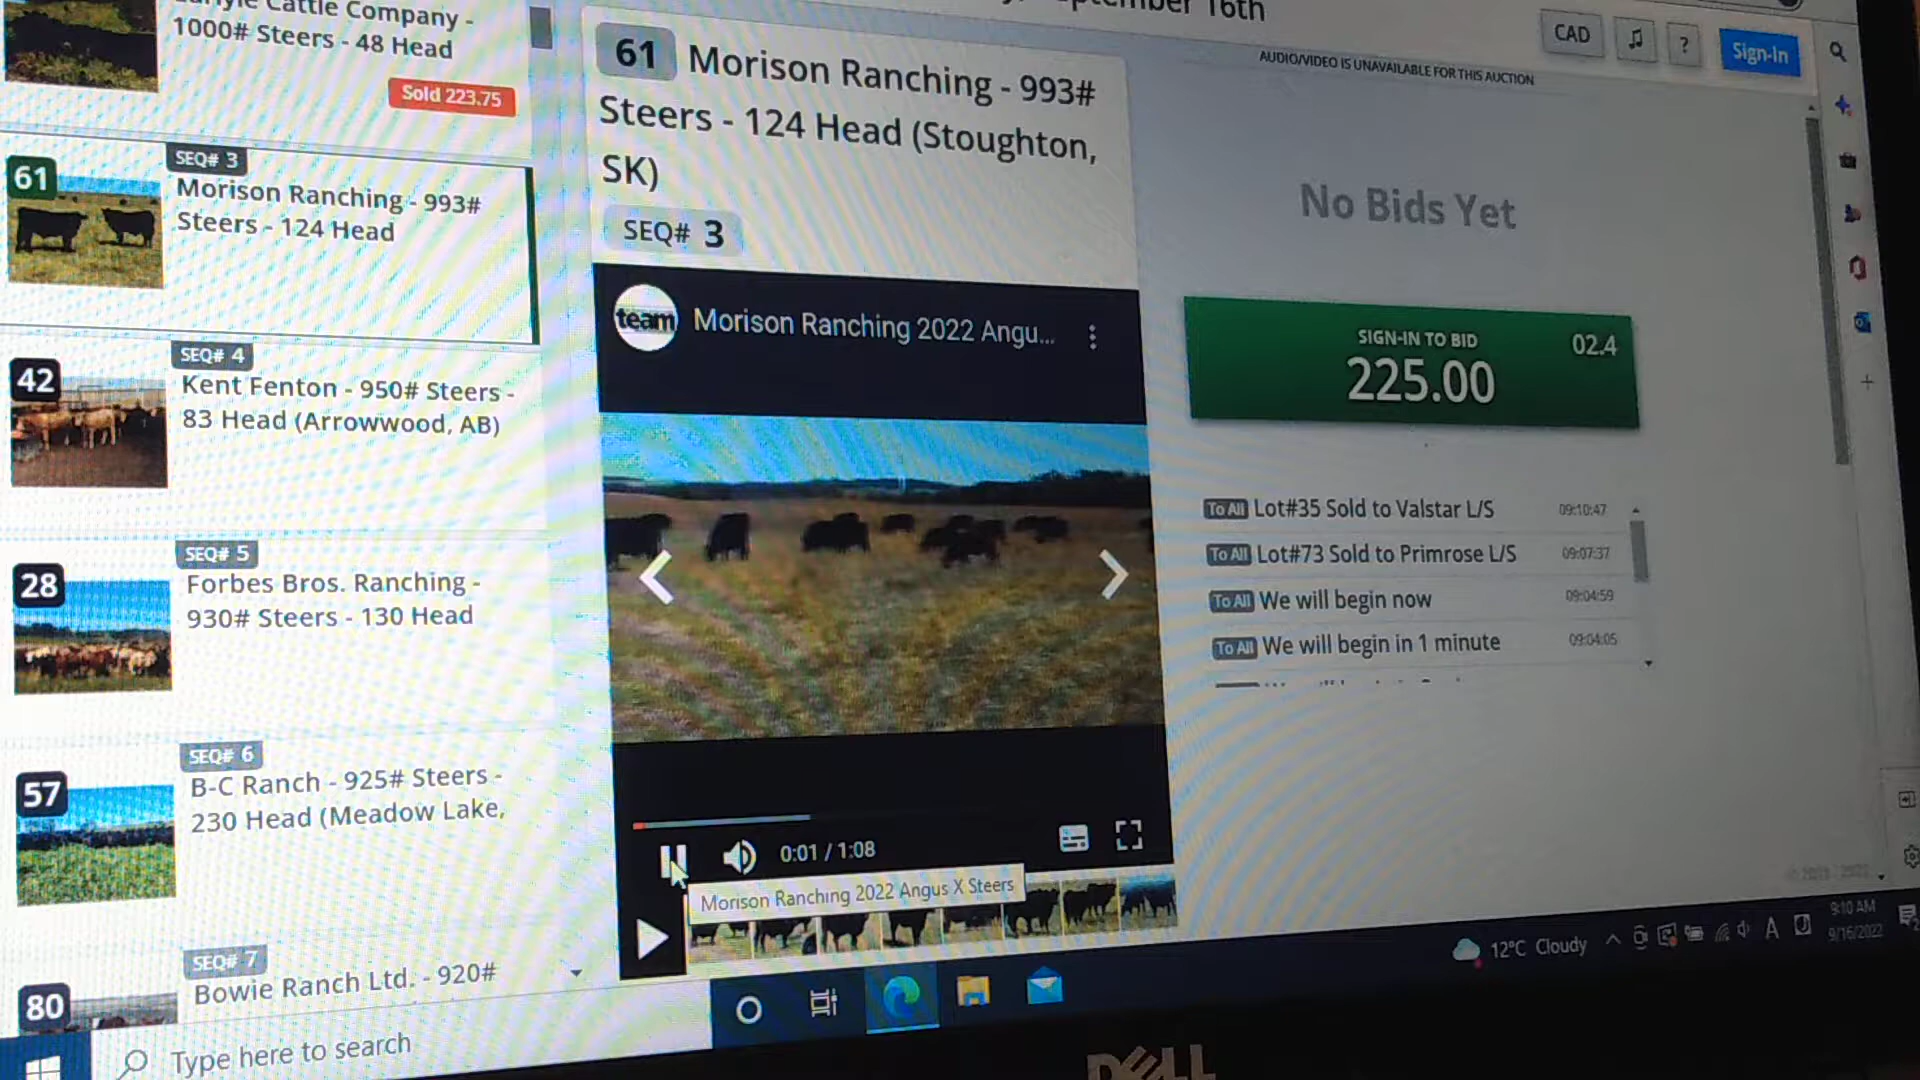 Cattle Company -
1000# Steers - 48 Head
Sold 223.75
61
SEQ# 3
Morison Ranching - 993#
Steers - 124 Head
42
SEQ# 4
Kent Fenton - 950# Steers -
83 Head (Arrowwood, AB)
28
SEQ# 5
Forbes Bros. Ranching -
930# Steers - 130 Head
57
SEQ# 6
B-C Ranch - 925# Steers -
230 Head (Meadow Lake,
80
SEQ# 7
Bowie Ranch Ltd. - 920#
16th
61 Morison Ranching - 993#
Steers - 124 Head (Stoughton,
SK)
SEQ# 3
team
Morison Ranching 2022 Angu...
0:01 / 1:08
Morison Ranching 2022 Angus X Steers
CAD
?
Sign-In
AUDIO/VIDEO IS UNAVAILABLE FOR THIS AUCTION
No Bids Yet
SIGN-IN TO BID
02.4
225.00
To All Lot#35 Sold to Valstar L/S 09:10:47
To All Lot#73 Sold to Primrose L/S 09:07:37
To All We will begin now 09:04:59
To All We will begin in 1 minute 09:04:05
Type here to search
12°C Cloudy
A
9:10 AM
9/16/2022
DELL